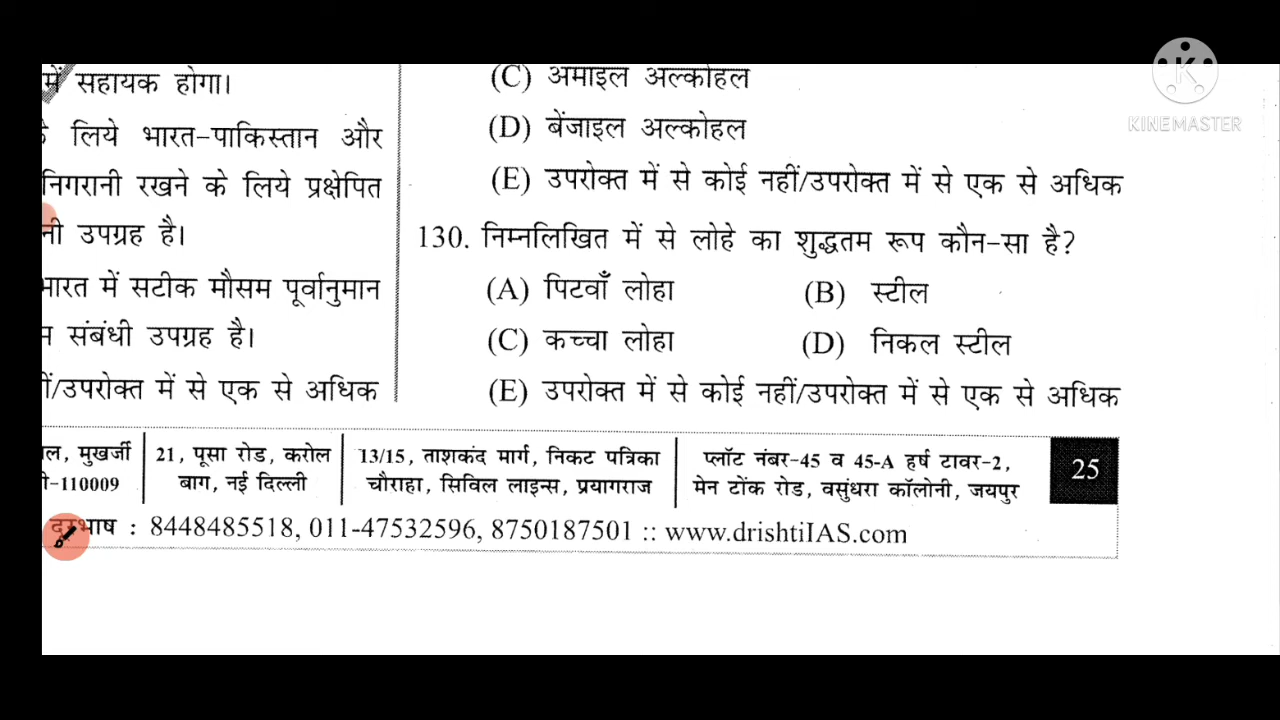 में सहायक होगा।
लिये भारत-पाकिस्तान और
निगरानी रखने के लिये प्रक्षेपित
नी उपग्रह है।
भारत में सटीक मौसम पूर्वानुमान
संबंधी उपग्रह है।
/उपरोक्त में से एक से अधिक
(C) अमाइल अल्कोहल
(D) बेंजाइल अल्कोहल
(E) उपरोक्त में से कोई नहीं/उपरोक्त में से एक से अधिक
130. निम्नलिखित में से लोहे का शुद्धतम रूप कौन-सा है?
(A) पिटवाँ लोहा (B) स्टील
(C) कच्चा लोहा (D) निकल स्टील
(E) उपरोक्त में से कोई नहीं/उपरोक्त में से एक से अधिक
ल, मुखर्जी
ी-110009
21, पूसा रोड, करोल
बाग, नई दिल्ली
13/15, ताशकंद मार्ग, निकट पत्रिका
चौराहा, सिविल लाइन्स, प्रयागराज
प्लॉट नंबर-45 व 45-A हर्ष टावर-2,
मेन टोंक रोड, वसुंधरा कॉलोनी, जयपुर
25
दूरभाष : 8448485518, 011-47532596, 8750187501 :: www.drishtiIAS.com
KINEMASTER